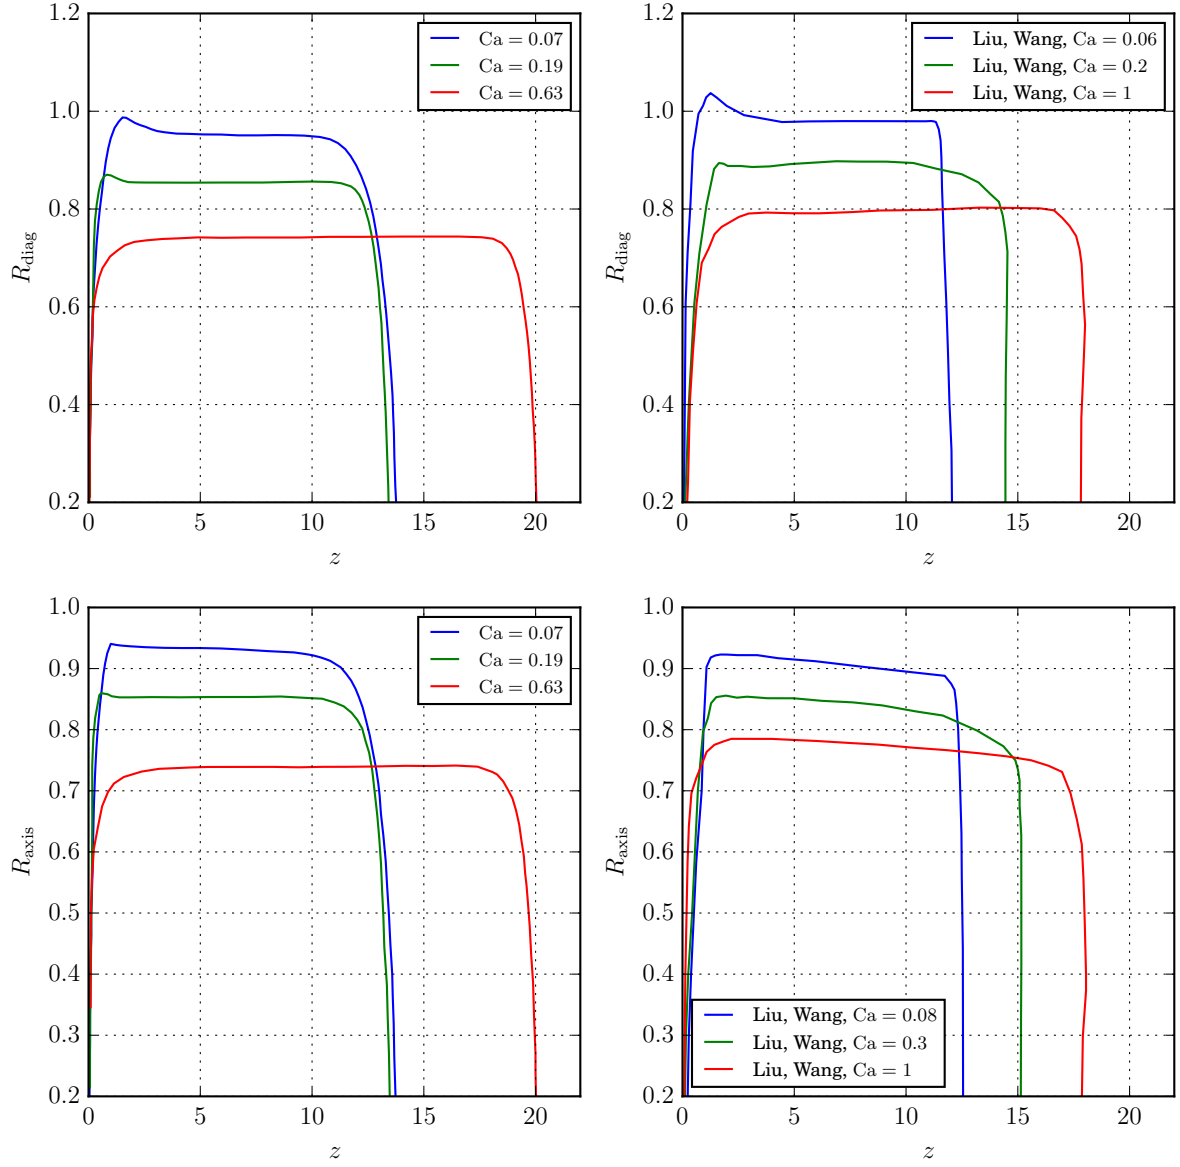 1.2
1.0
0.8
0.6
0.4
0.2
R_diag
0
5
10
15
20
z
Ca = 0.07
Ca = 0.19
Ca = 0.63
1.2
1.0
0.8
0.6
0.4
0.2
R_diag
0
5
10
15
20
z
Liu, Wang, Ca = 0.06
Liu, Wang, Ca = 0.2
Liu, Wang, Ca = 1
1.0
0.9
0.8
0.7
0.6
0.5
0.4
0.3
0.2
R_axis
0
5
10
15
20
z
Ca = 0.07
Ca = 0.19
Ca = 0.63
1.0
0.9
0.8
0.7
0.6
0.5
0.4
0.3
0.2
R_axis
0
5
10
15
20
z
Liu, Wang, Ca = 0.08
Liu, Wang, Ca = 0.3
Liu, Wang, Ca = 1